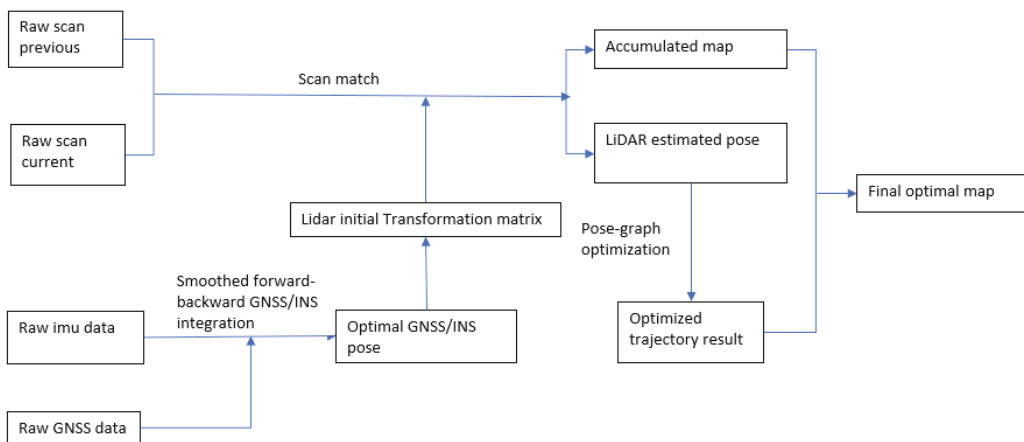 Raw scan
previous
Accumulated map
Scan match
Raw scan
current
LiDAR estimated pose
Final optimal map
Lidar initial Transformation matrix
Pose-graph
optimization
Smoothed forward-
backward GNSS/INS
integration
Raw imu data
Optimal GNSS/INS
pose
Optimized
trajectory result
Raw GNSS data